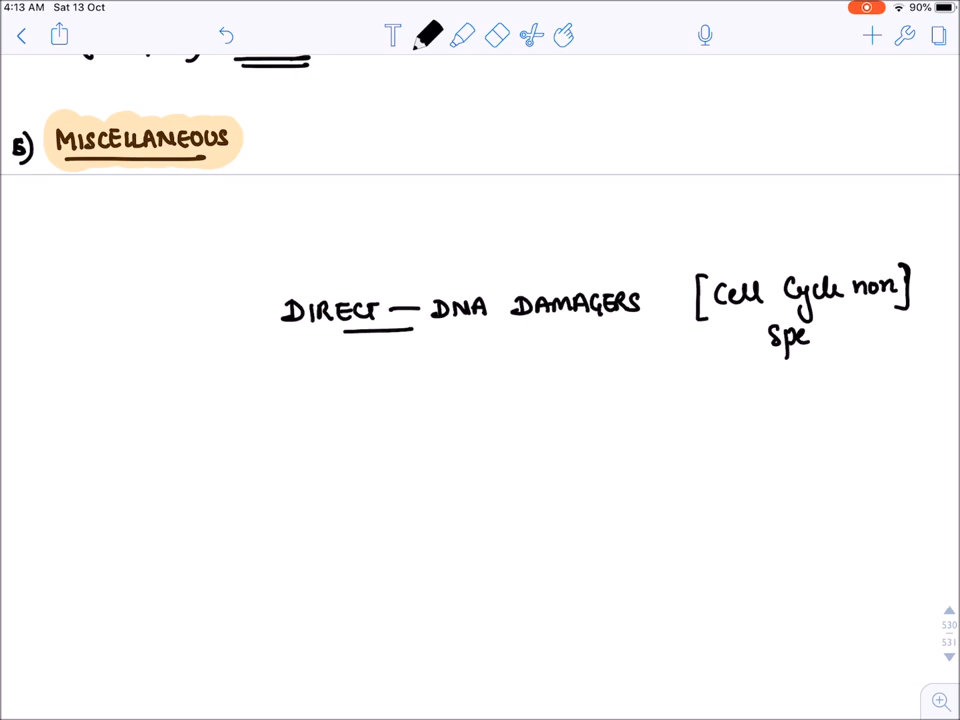 4:13 AM Sat 13 Oct 90%
T
5) MISCELLANEOUS
DIRECT — DNA DAMAGERS [Cell Cycle non]
Spe
530
531